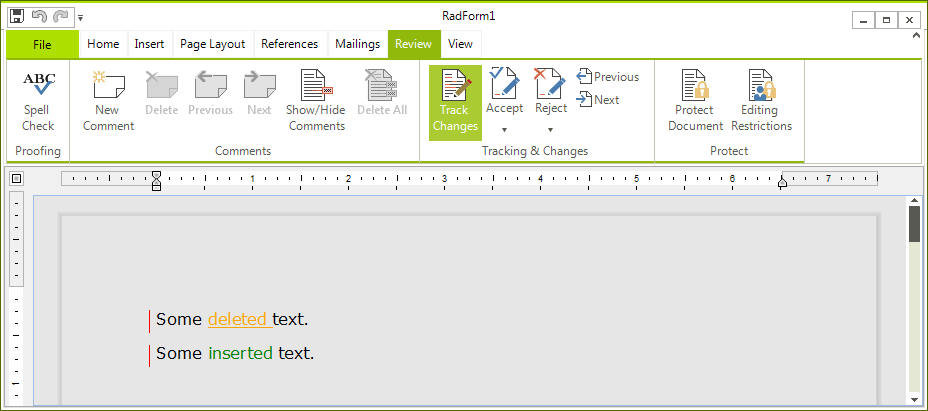 RadForm1
File Home Insert Page Layout References Mailings Review View
ABC
Spell Check
New Comment
Delete
Previous
Next
Show/Hide Comments
Delete All
Track Changes
Accept
Reject
Previous
Next
Protect Document
Editing Restrictions
Proofing Comments Tracking & Changes Protect
1 2 3 4 5 6 7
Some deleted text.
Some inserted text.